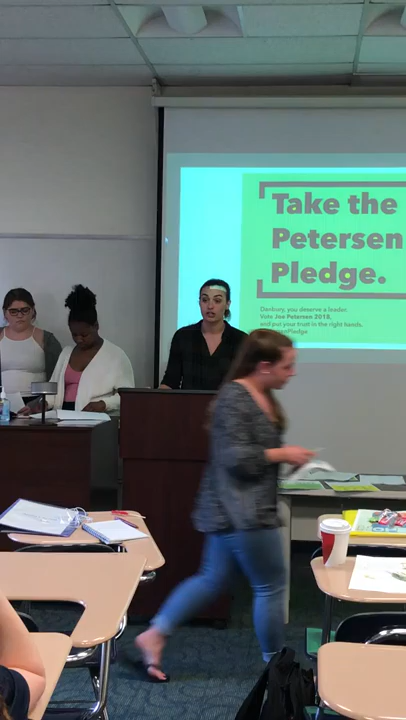 Take the
Petersen
Pledge.
Denbury, you deserve a leader.
Vote Joe Petersen 2018,
and put your trust in the right hands.